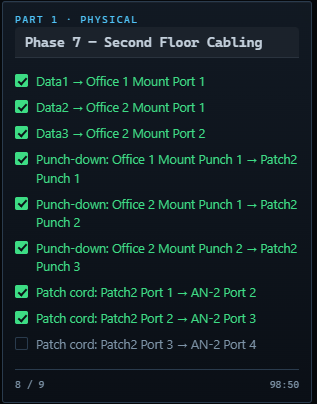 PART 1 · PHYSICAL
Phase 7 — Second Floor Cabling
Data1 → Office 1 Mount Port 1
Data2 → Office 2 Mount Port 1
Data3 → Office 2 Mount Port 2
Punch-down: Office 1 Mount Punch 1 → Patch2
Punch 1
Punch-down: Office 2 Mount Punch 1 → Patch2
Punch 2
Punch-down: Office 2 Mount Punch 2 → Patch2
Punch 3
Patch cord: Patch2 Port 1 → AN-2 Port 2
Patch cord: Patch2 Port 2 → AN-2 Port 3
Patch cord: Patch2 Port 3 → AN-2 Port 4
8 / 9 98:50